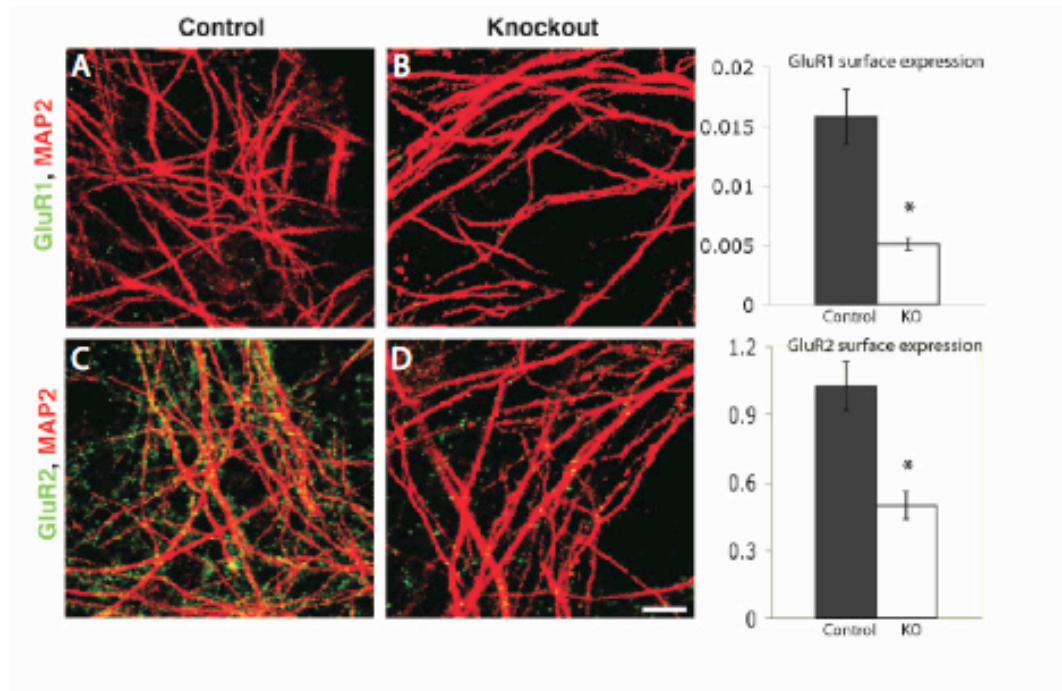 Control
Knockout
A
B
GluR1, MAP2
GluR1 surface expression
0.02
0.015
0.01
0.005
0
*
Control
KO
C
D
GluR2, MAP2
GluR2 surface expression
1.2
0.9
0.6
0.3
0
*
Control
KO